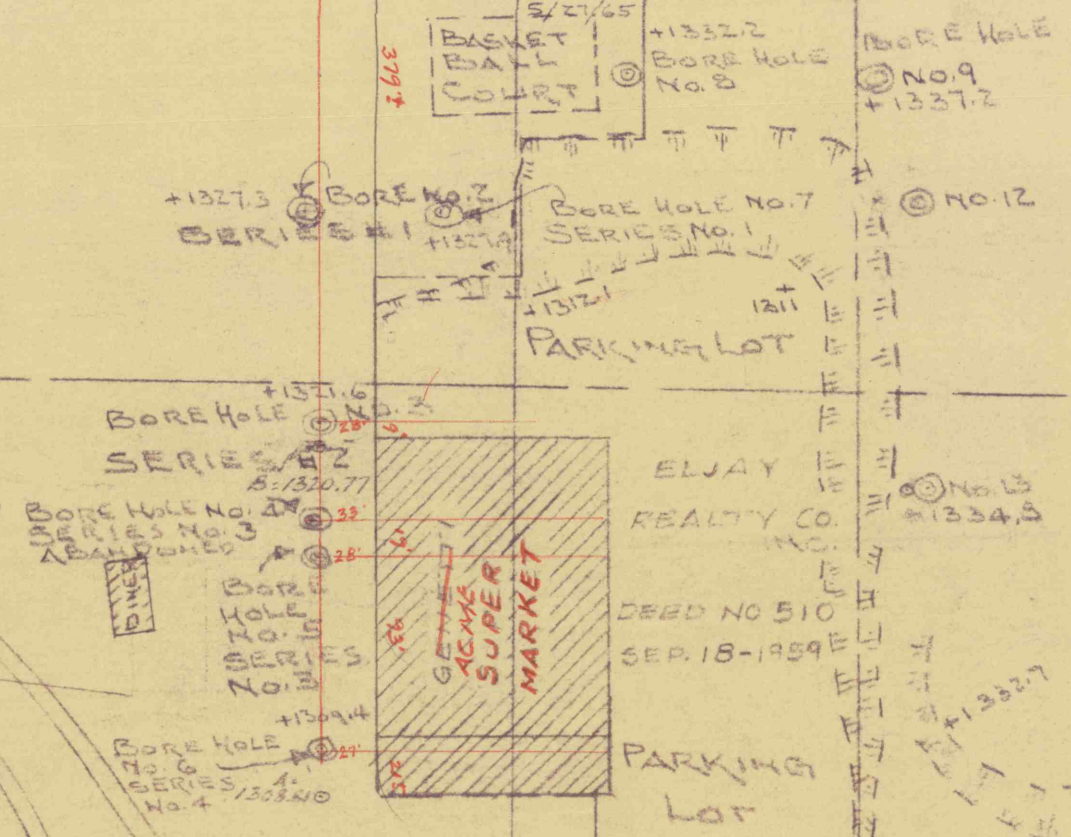 5/27/65
BASKET
BALL
COURT
+1332.2
BORE HOLE
No. 8
BORE HOLE
No. 9
+1337.2
379'±
+1327.3
BORE No. 2
SERIES #1
BORE HOLE No. 7
SERIES No. 1
No. 12
+1312.1
1311
+
PARKING LOT
+1321.6
BORE HOLE No. 3
28'
9'
SERIES #2
B=1320.77
BORE HOLE No. 4
SERIES No. 3
ABANDONED
33'
19'
28'
DINER
BORE
HOLE
No. 5
SERIES
No. 3
93'
ACME
SUPER
MARKET
ELJAY
REALTY CO.
INC.
DEED NO 510
SEP. 18-1959
No. 13
1334.8
+1332.7
+1309.4
BORE HOLE
No. 6
SERIES
No. 4
A=
27'
PARKING
LOT